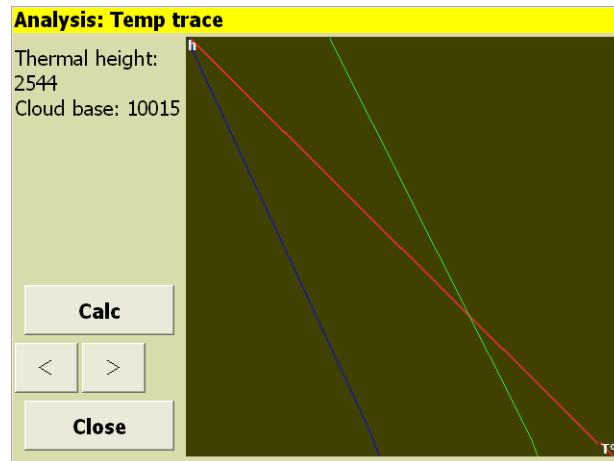 Analysis: Temp trace
Thermal height:
2544
Cloud base: 10015
h
Calc
< >
Close
T°